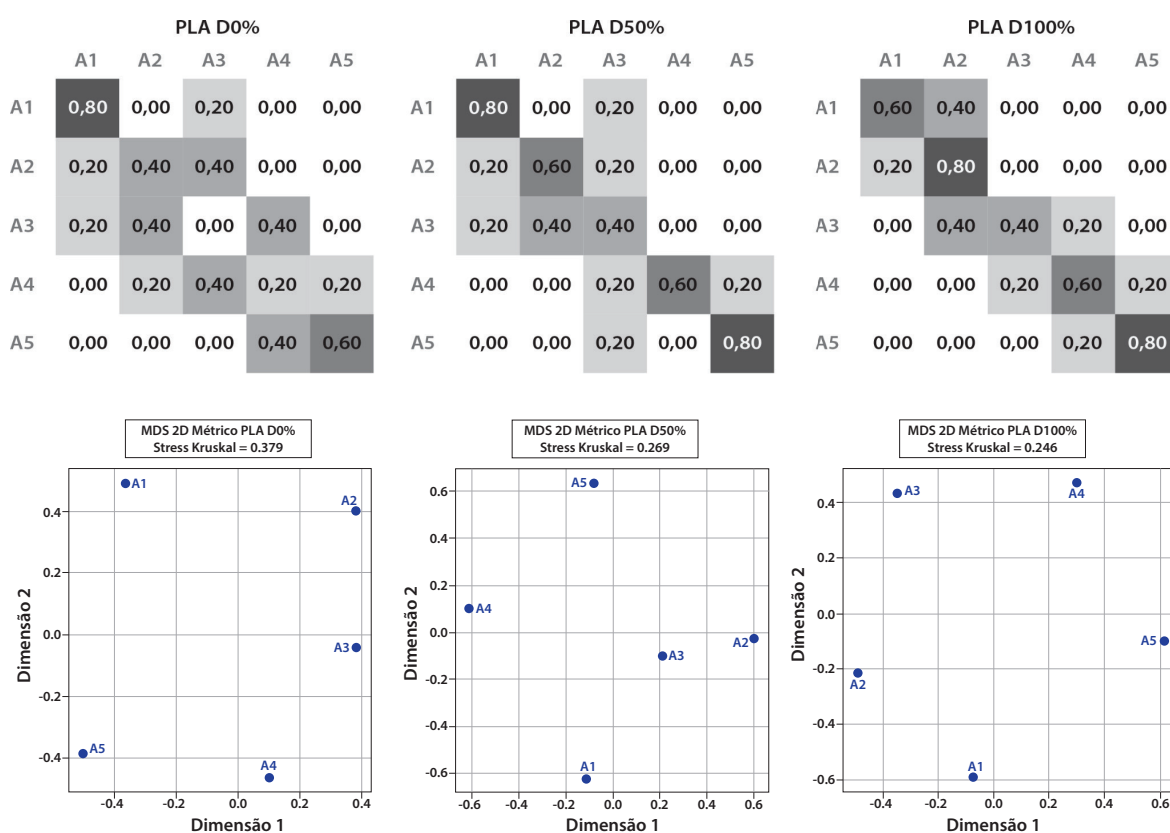 PLA D0%
A1 A2 A3 A4 A5
A1 0,80 0,00 0,20 0,00 0,00
A2 0,20 0,40 0,40 0,00 0,00
A3 0,20 0,40 0,00 0,40 0,00
A4 0,00 0,20 0,40 0,20 0,20
A5 0,00 0,00 0,00 0,40 0,60
PLA D50%
A1 A2 A3 A4 A5
A1 0,80 0,00 0,20 0,00 0,00
A2 0,20 0,60 0,20 0,00 0,00
A3 0,20 0,40 0,40 0,00 0,00
A4 0,00 0,00 0,20 0,60 0,20
A5 0,00 0,00 0,20 0,00 0,80
PLA D100%
A1 A2 A3 A4 A5
A1 0,60 0,40 0,00 0,00 0,00
A2 0,20 0,80 0,00 0,00 0,00
A3 0,00 0,40 0,40 0,20 0,00
A4 0,00 0,00 0,20 0,60 0,20
A5 0,00 0,00 0,00 0,20 0,80
MDS 2D Métrico PLA D0%
Stress Kruskal = 0.379
A1
A2
A3
A5
A4
0.4
0.2
0.0
-0.2
-0.4
Dimensão 2
-0.4 -0.2 0.0 0.2 0.4
Dimensão 1
MDS 2D Métrico PLA D50%
Stress Kruskal = 0.269
A5
A4
A2
A3
A1
0.6
0.4
0.2
0.0
-0.2
-0.4
-0.6
Dimensão 2
-0.6 -0.4 -0.2 0.0 0.2 0.4 0.6
Dimensão 1
MDS 2D Métrico PLA D100%
Stress Kruskal = 0.246
A3
A4
A5
A2
A1
0.4
0.2
0.0
-0.2
-0.4
-0.6
Dimensão 2
-0.4 -0.2 0.0 0.2 0.4 0.6
Dimensão 1